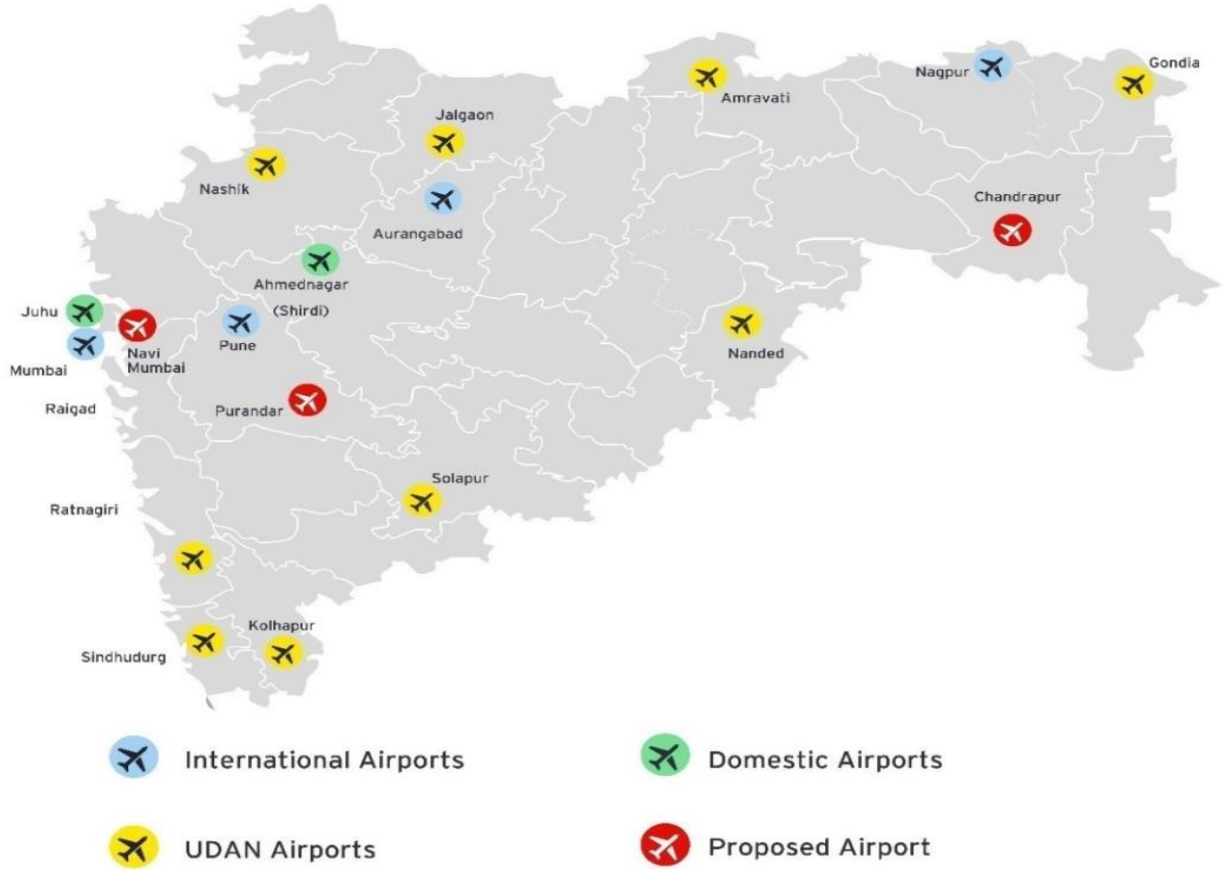 Gondia
Nagpur
Amravati
Jalgaon
Nashik
Chandrapur
Aurangabad
Ahmednagar
(Shirdi)
Juhu
Pune
Navi
Mumbai
Nanded
Mumbai
Raigad
Purandar
Solapur
Ratnagiri
Kolhapur
Sindhudurg
International Airports
Domestic Airports
UDAN Airports
Proposed Airport